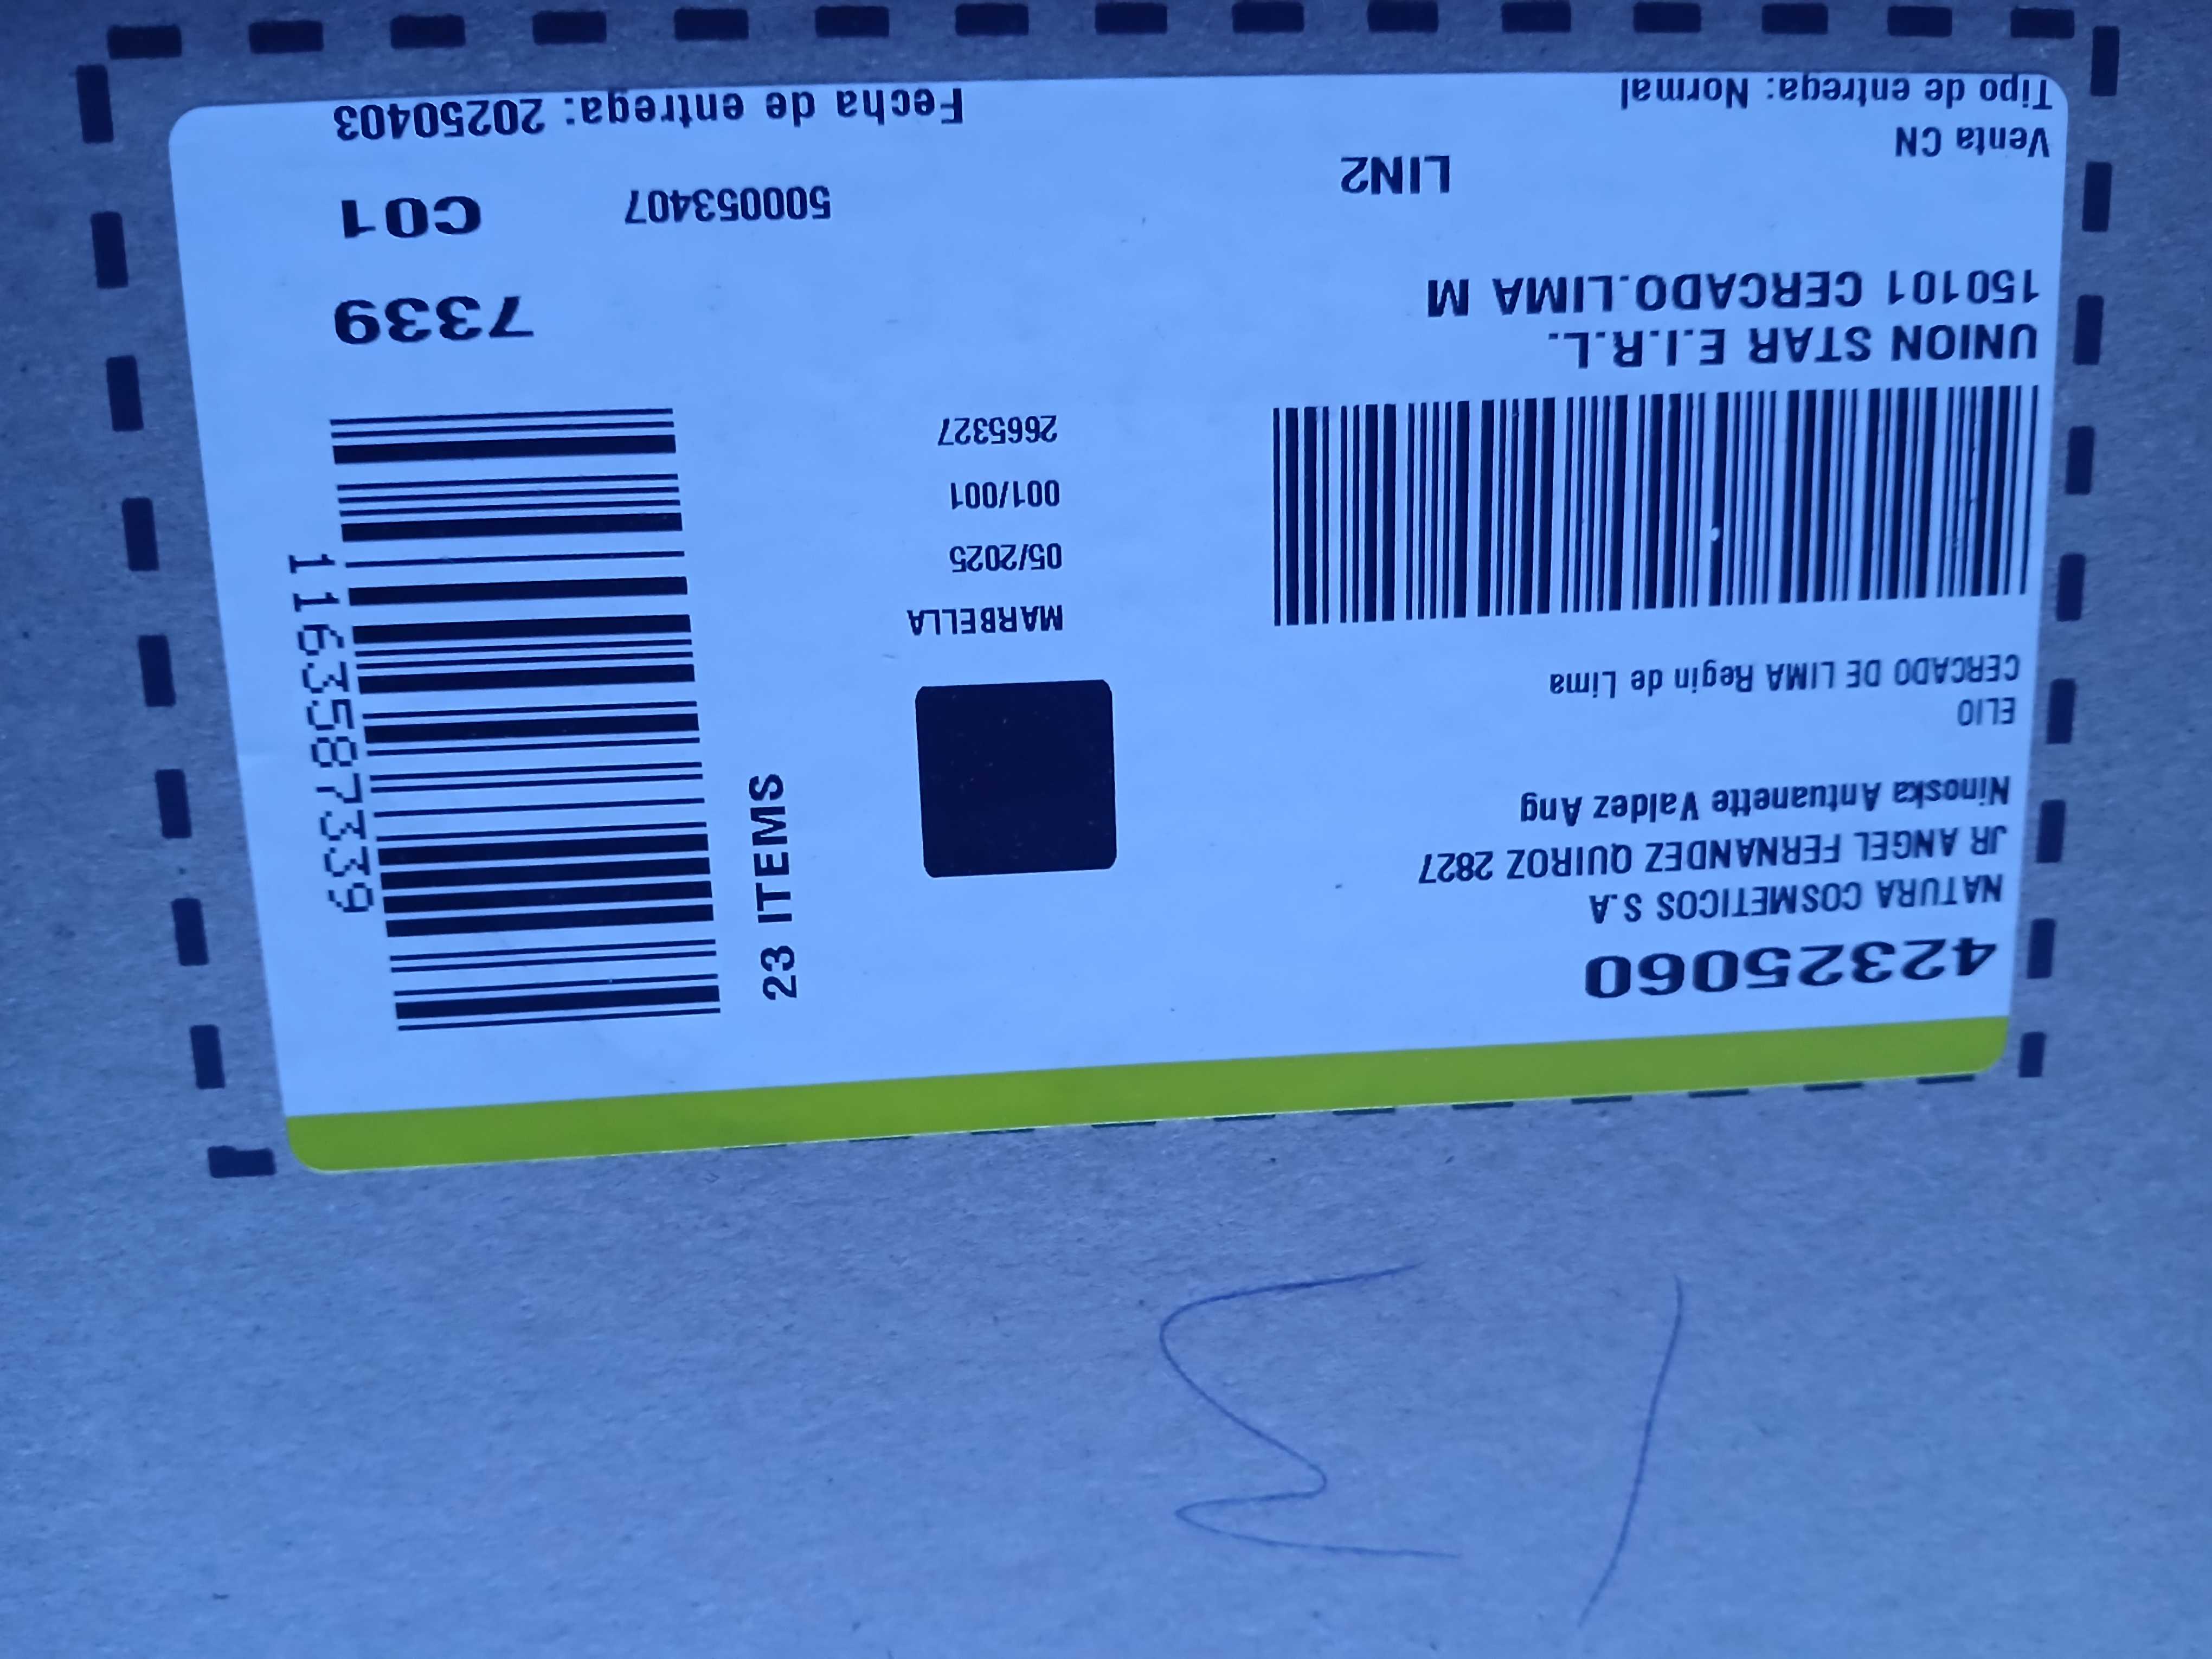 42325060
NATURA COSMETICOS S.A
JR ANGEL FERNANDEZ QUIROZ 2827
Ninoska Antuanette Valdez Ang
ELIO
CERCADO DE LIMA Regin de Lima
UNION STAR E.I.R.L.
150101 CERCADO.LIMA M
LIN2
Venta CN
Tipo de entrega: Normal
MARBELLA
05/2025
001/001
2665327
23 ITEMS
1163587339
7339
500053407
C01
Fecha de entrega: 20250403
13